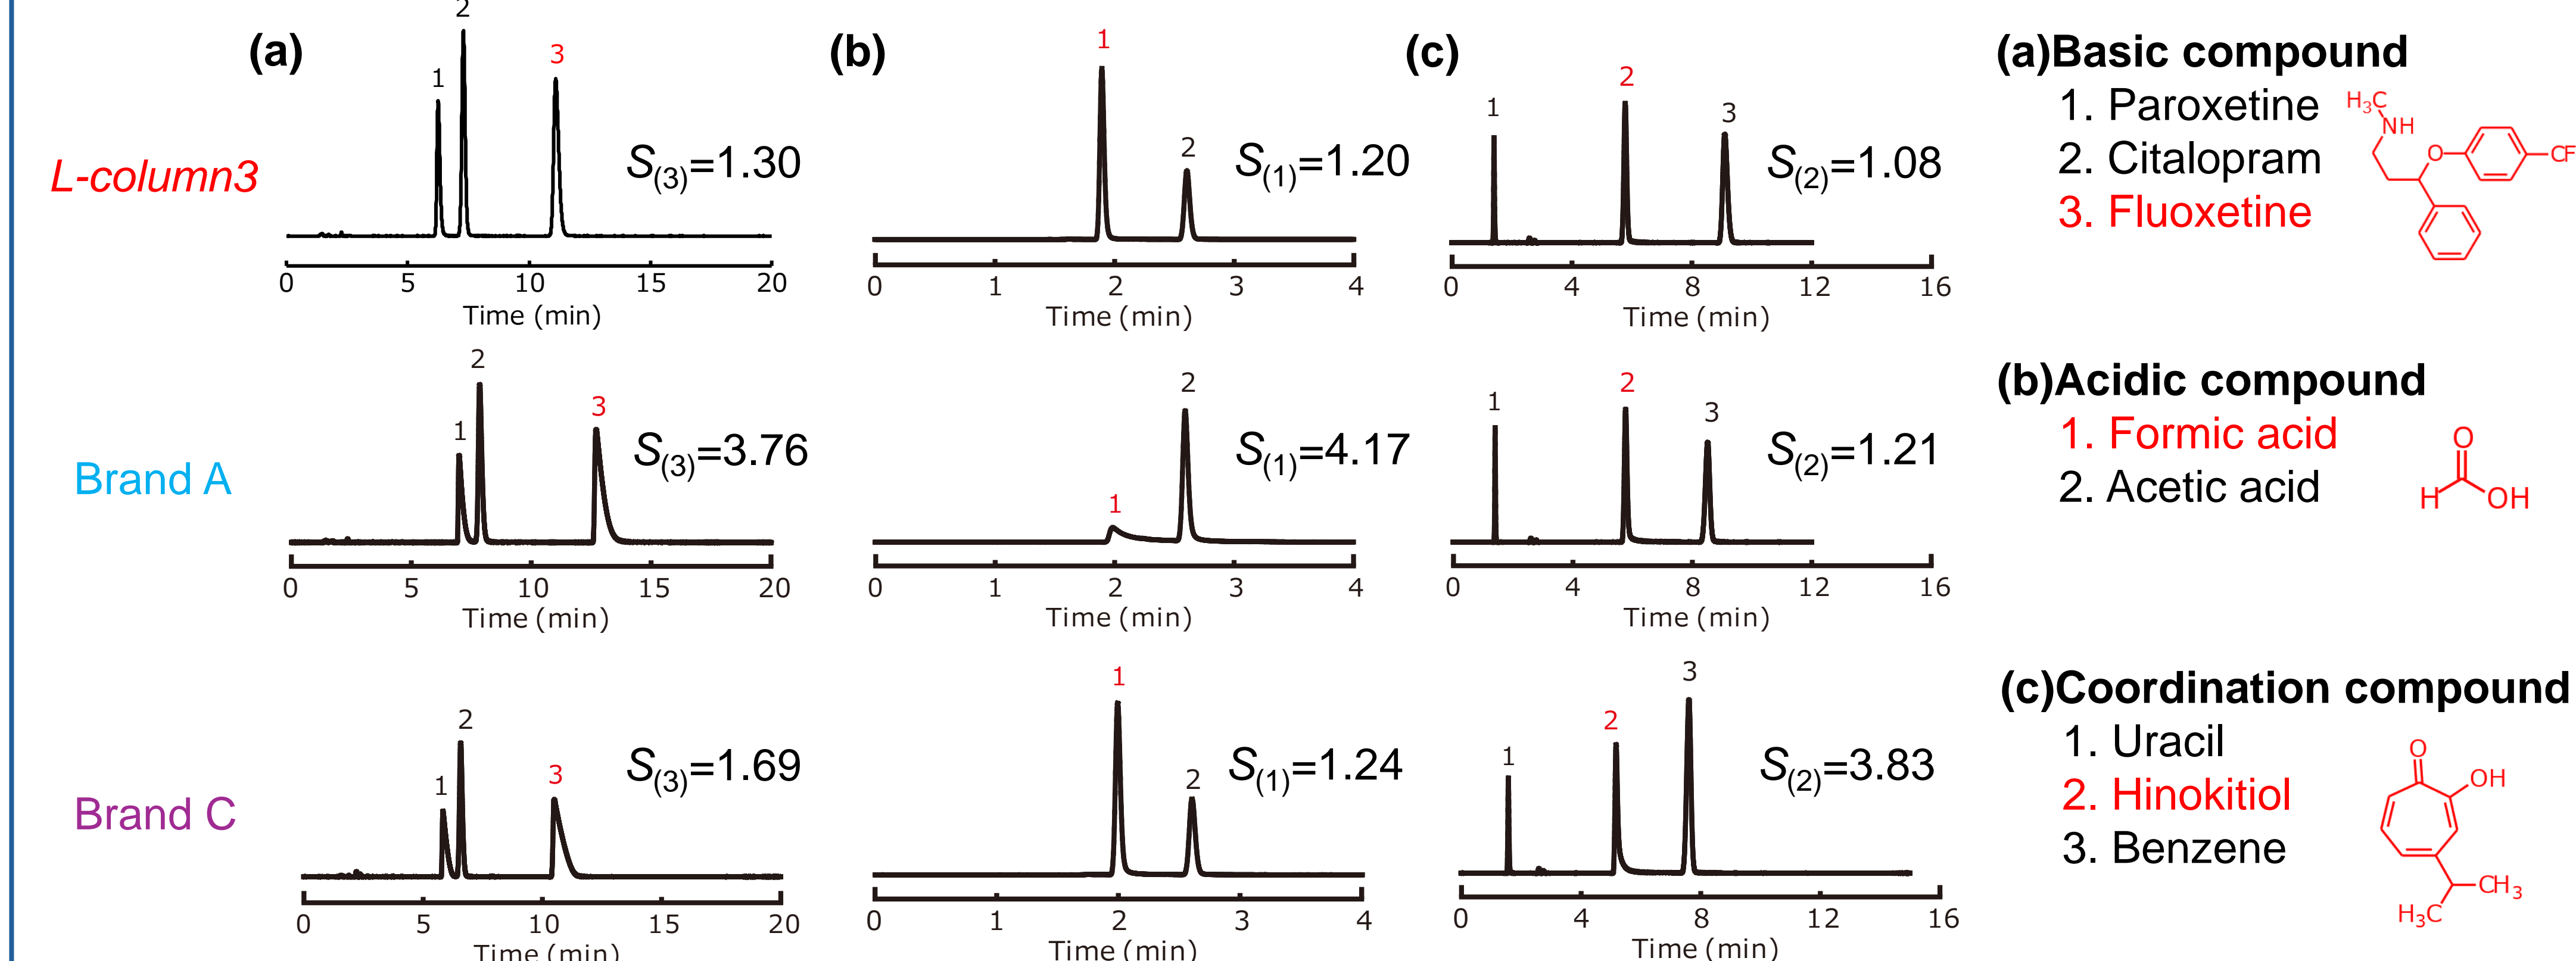 (a)
2
1
3
L-column3
S(3)=1.30
0 5 10 15 20
Time (min)
(b)
1
2
S(1)=1.20
0 1 2 3 4
Time (min)
(c)
1
2
3
S(2)=1.08
0 4 8 12 16
Time (min)
(a)Basic compound
1. Paroxetine
2. Citalopram
3. Fluoxetine
H3C
NH
O
CF
Brand A
1
2
3
S(3)=3.76
0 5 10 15 20
Time (min)
1
2
S(1)=4.17
0 1 2 3 4
Time (min)
1
2
3
S(2)=1.21
0 4 8 12 16
Time (min)
(b)Acidic compound
1. Formic acid
2. Acetic acid
O
H
OH
Brand C
1
2
3
S(3)=1.69
0 5 10 15 20
Time (min)
1
2
S(1)=1.24
0 1 2 3 4
Time (min)
1
2
3
S(2)=3.83
0 4 8 12 16
Time (min)
(c)Coordination compound
1. Uracil
2. Hinokitiol
3. Benzene
O
OH
CH3
H3C